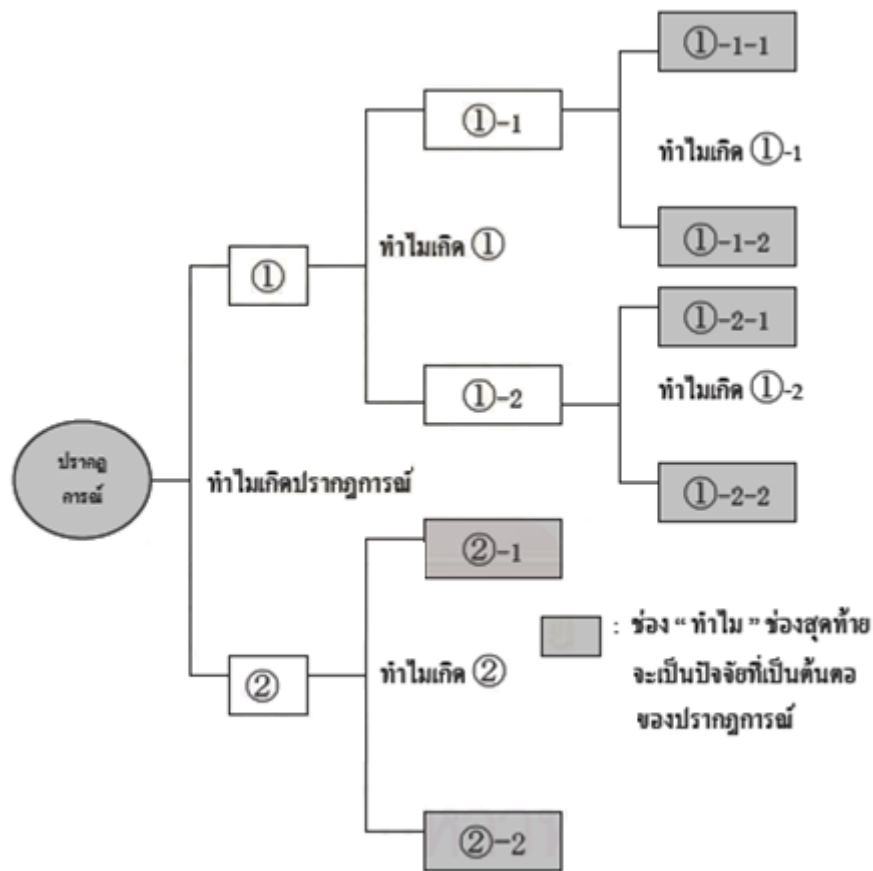 ①-1-1
①-1
ทำไมเกิด ①-1
①-1-2
ทำไมเกิด ①
①
①-2-1
①-2
ทำไมเกิด ①-2
ปรากฏ
การณ์
ทำไมเกิดปรากฏการณ์
①-2-2
②-1
②
ทำไมเกิด ②
: ช่อง “ ทำไม ” ช่องสุดท้าย
จะเป็นปัจจัยที่เป็นต้นตอ
ของปรากฏการณ์
②-2